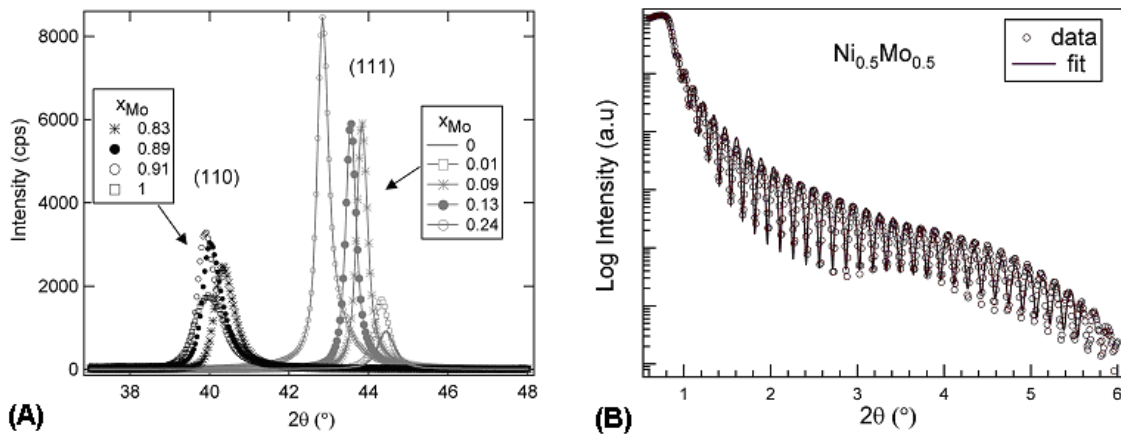 8000
6000
4000
2000
0
Intensity (cps)
38
40
42
44
46
48
2θ (°)
(A)
(111)
(110)
xMo
0.83
0.89
0.91
1
xMo
0
0.01
0.09
0.13
0.24
Log Intensity (a.u)
Ni0.5Mo0.5
data
fit
1
2
3
4
5
6
2θ (°)
(B)